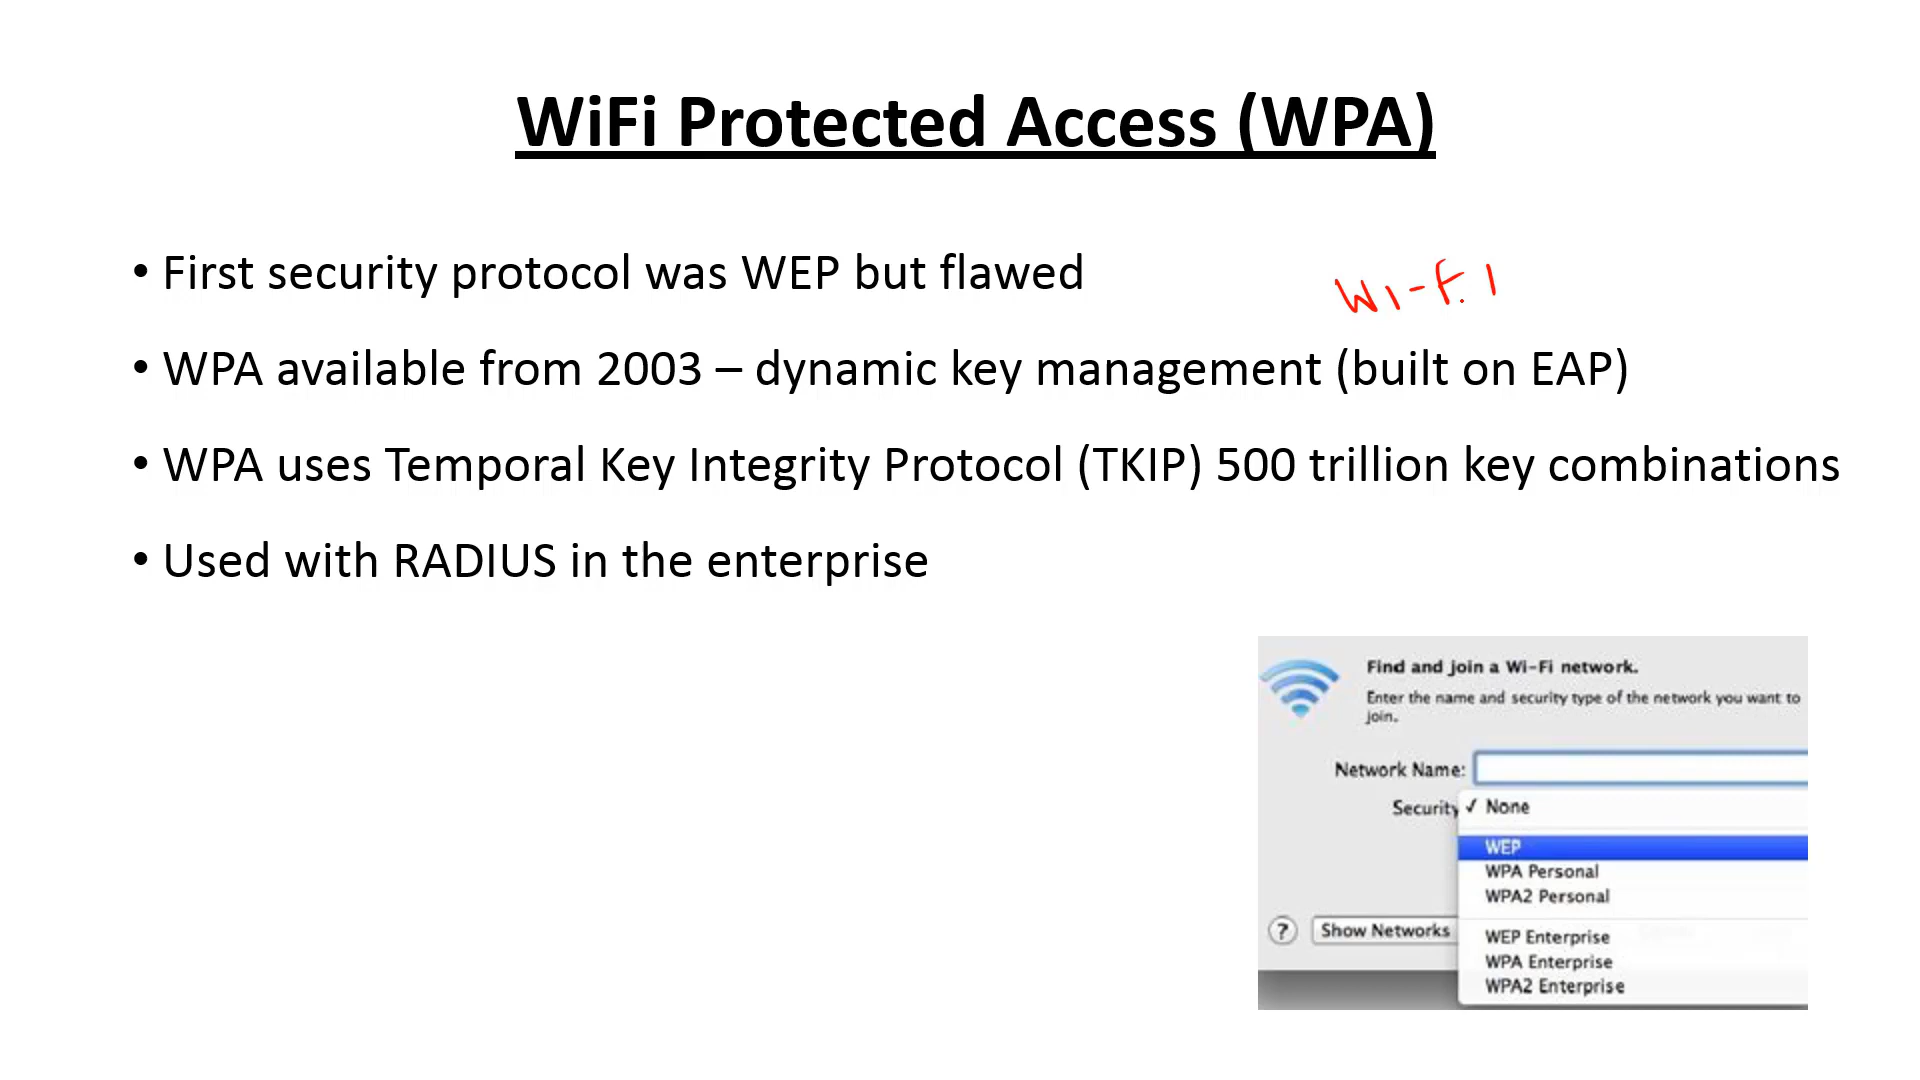 WiFi Protected Access (WPA)
• First security protocol was WEP but flawed
Wi-Fi
• WPA available from 2003 – dynamic key management (built on EAP)
• WPA uses Temporal Key Integrity Protocol (TKIP) 500 trillion key combinations
• Used with RADIUS in the enterprise
Find and join a Wi-Fi network.
Enter the name and security type of the network you want to
join.
Network Name:
Security ✓ None
WEP
WPA Personal
WPA2 Personal
? Show Networks
WEP Enterprise
WPA Enterprise
WPA2 Enterprise